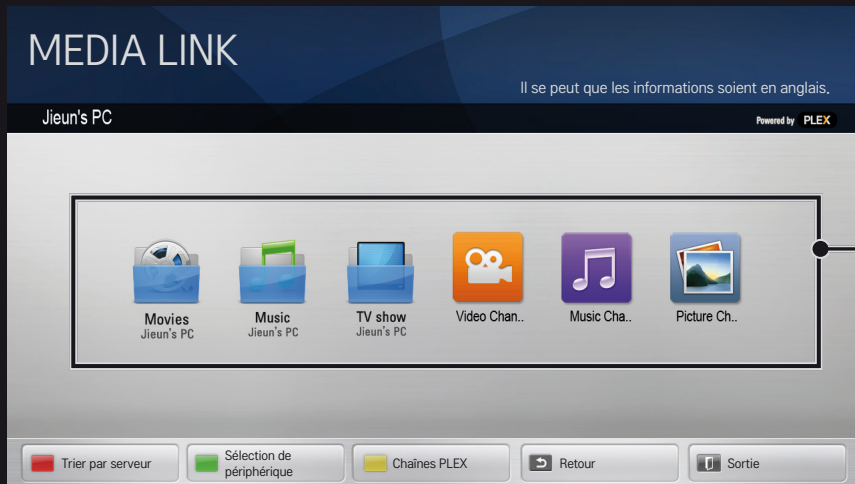 MEDIA LINK
Il se peut que les informations soient en anglais.
Jieun's PC
Powered by PLEX
Movies
Jieun's PC
Music
Jieun's PC
TV show
Jieun's PC
Video Chan..
Music Cha..
Picture Ch..
Trier par serveur
Sélection de
périphérique
Chaînes PLEX
Retour
Sortie